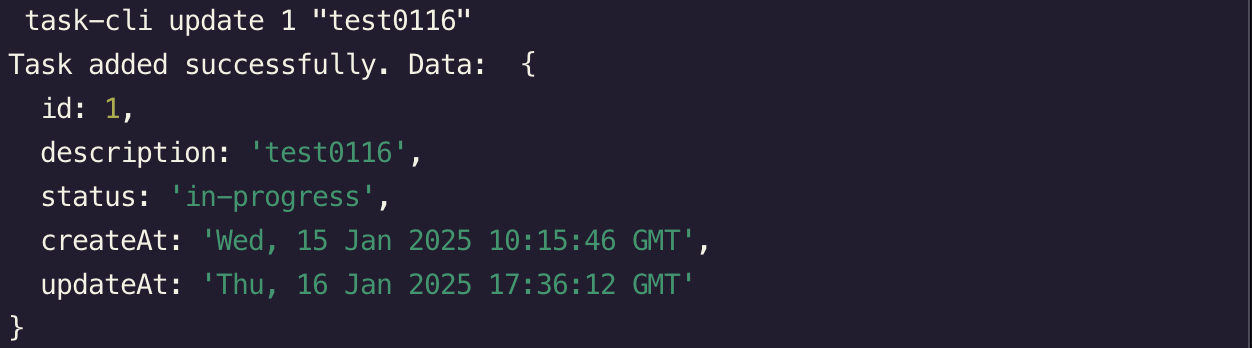 task-cli update 1 "test0116"
Task added successfully. Data:  {
  id: 1,
  description: 'test0116',
  status: 'in-progress',
  createAt: 'Wed, 15 Jan 2025 10:15:46 GMT',
  updateAt: 'Thu, 16 Jan 2025 17:36:12 GMT'
}